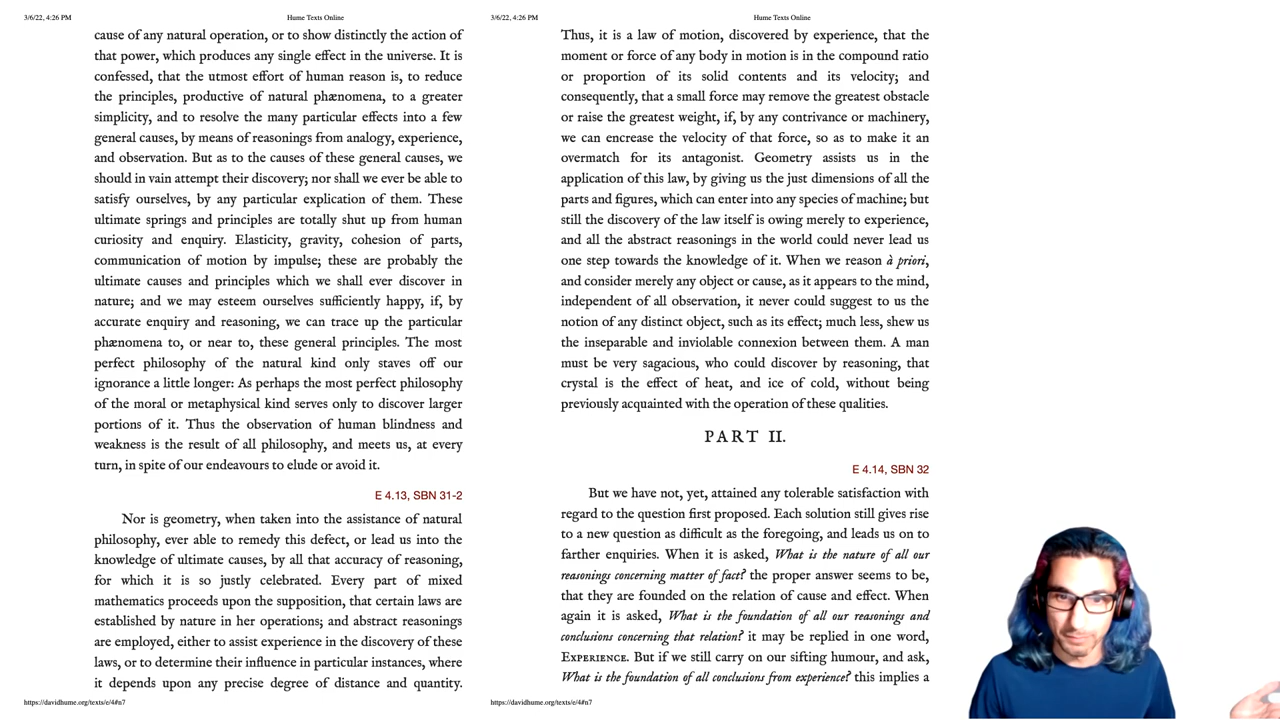 3/6/22, 4:26 PM
Hume Texts Online
cause of any natural operation, or to show distinctly the action of
that power, which produces any single effect in the universe. It is
confessed, that the utmost effort of human reason is, to reduce
the principles, productive of natural phænomena, to a greater
simplicity, and to resolve the many particular effects into a few
general causes, by means of reasonings from analogy, experience,
and observation. But as to the causes of these general causes, we
should in vain attempt their discovery; nor shall we ever be able to
satisfy ourselves, by any particular explication of them. These
ultimate springs and principles are totally shut up from human
curiosity and enquiry. Elasticity, gravity, cohesion of parts,
communication of motion by impulse; these are probably the
ultimate causes and principles which we shall ever discover in
nature; and we may esteem ourselves sufficiently happy, if, by
accurate enquiry and reasoning, we can trace up the particular
phænomena to, or near to, these general principles. The most
perfect philosophy of the natural kind only staves off our
ignorance a little longer: As perhaps the most perfect philosophy
of the moral or metaphysical kind serves only to discover larger
portions of it. Thus the observation of human blindness and
weakness is the result of all philosophy, and meets us, at every
turn, in spite of our endeavours to elude or avoid it.
E 4.13, SBN 31-2
Nor is geometry, when taken into the assistance of natural
philosophy, ever able to remedy this defect, or lead us into the
knowledge of ultimate causes, by all that accuracy of reasoning,
for which it is so justly celebrated. Every part of mixed
mathematics proceeds upon the supposition, that certain laws are
established by nature in her operations; and abstract reasonings
are employed, either to assist experience in the discovery of these
laws, or to determine their influence in particular instances, where
it depends upon any precise degree of distance and quantity.
https://davidhume.org/texts/e/4#n7
3/6/22, 4:26 PM
Hume Texts Online
Thus, it is a law of motion, discovered by experience, that the
moment or force of any body in motion is in the compound ratio
or proportion of its solid contents and its velocity; and
consequently, that a small force may remove the greatest obstacle
or raise the greatest weight, if, by any contrivance or machinery,
we can encrease the velocity of that force, so as to make it an
overmatch for its antagonist. Geometry assists us in the
application of this law, by giving us the just dimensions of all the
parts and figures, which can enter into any species of machine; but
still the discovery of the law itself is owing merely to experience,
and all the abstract reasonings in the world could never lead us
one step towards the knowledge of it. When we reason à priori,
and consider merely any object or cause, as it appears to the mind,
independent of all observation, it never could suggest to us the
notion of any distinct object, such as its effect; much less, shew us
the inseparable and inviolable connexion between them. A man
must be very sagacious, who could discover by reasoning, that
crystal is the effect of heat, and ice of cold, without being
previously acquainted with the operation of these qualities.
PART II.
E 4.14, SBN 32
But we have not, yet, attained any tolerable satisfaction with
regard to the question first proposed. Each solution still gives rise
to a new question as difficult as the foregoing, and leads us on to
farther enquiries. When it is asked, What is the nature of all our
reasonings concerning matter of fact? the proper answer seems to be,
that they are founded on the relation of cause and effect. When
again it is asked, What is the foundation of all our reasonings and
conclusions concerning that relation? it may be replied in one word,
EXPERIENCE. But if we still carry on our sifting humour, and ask,
What is the foundation of all conclusions from experience? this implies a
https://davidhume.org/texts/e/4#n7